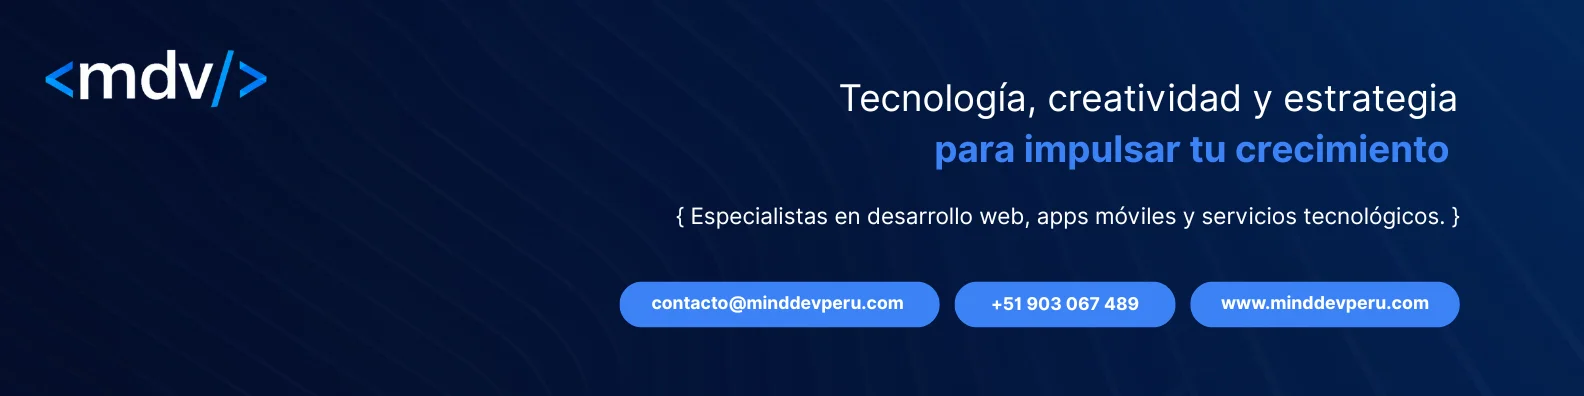 <mdv/>
Tecnología, creatividad y estrategia
para impulsar tu crecimiento
{ Especialistas en desarrollo web, apps móviles y servicios tecnológicos. }
contacto@minddevperu.com
+51 903 067 489
www.minddevperu.com